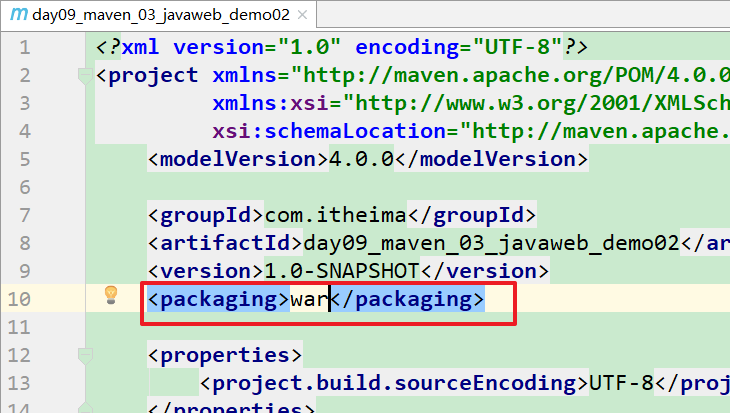 m day09_maven_03_javaweb_demo02 ×
1 <?xml version="1.0" encoding="UTF-8"?>
2 <project xmlns="http://maven.apache.org/POM/4.0.0
3 xmlns:xsi="http://www.w3.org/2001/XMLSch
4 xsi:schemaLocation="http://maven.apache.
5 <modelVersion>4.0.0</modelVersion>
6
7 <groupId>com.itheima</groupId>
8 <artifactId>day09_maven_03_javaweb_demo02</ar
9 <version>1.0-SNAPSHOT</version>
10 <packaging>war</packaging>
11
12 <properties>
13 <project.build.sourceEncoding>UTF-8</proj
14 </properties>